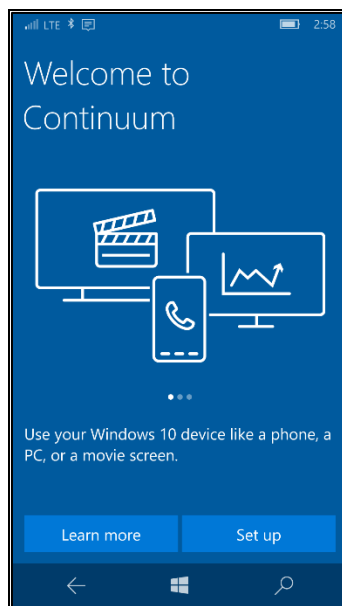 LTE 2:58
Welcome to
Continuum
Use your Windows 10 device like a phone, a
PC, or a movie screen.
Learn more Set up